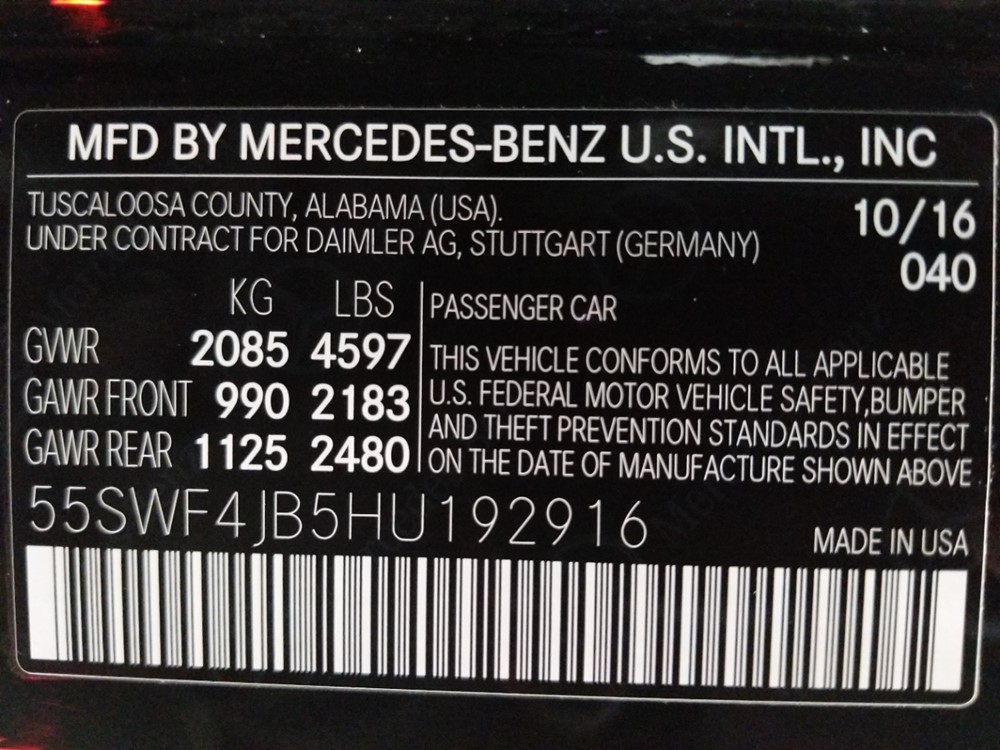 MFD BY MERCEDES-BENZ U.S. INTL., INC
TUSCALOOSA COUNTY, ALABAMA (USA). 10/16
UNDER CONTRACT FOR DAIMLER AG, STUTTGART (GERMANY) 040
KG LBS
GVWR 2085 4597
GAWR FRONT 990 2183
GAWR REAR 1125 2480
PASSENGER CAR
THIS VEHICLE CONFORMS TO ALL APPLICABLE
U.S. FEDERAL MOTOR VEHICLE SAFETY,BUMPER
AND THEFT PREVENTION STANDARDS IN EFFECT
ON THE DATE OF MANUFACTURE SHOWN ABOVE.
55SWF4JB5HU192916
MADE IN USA